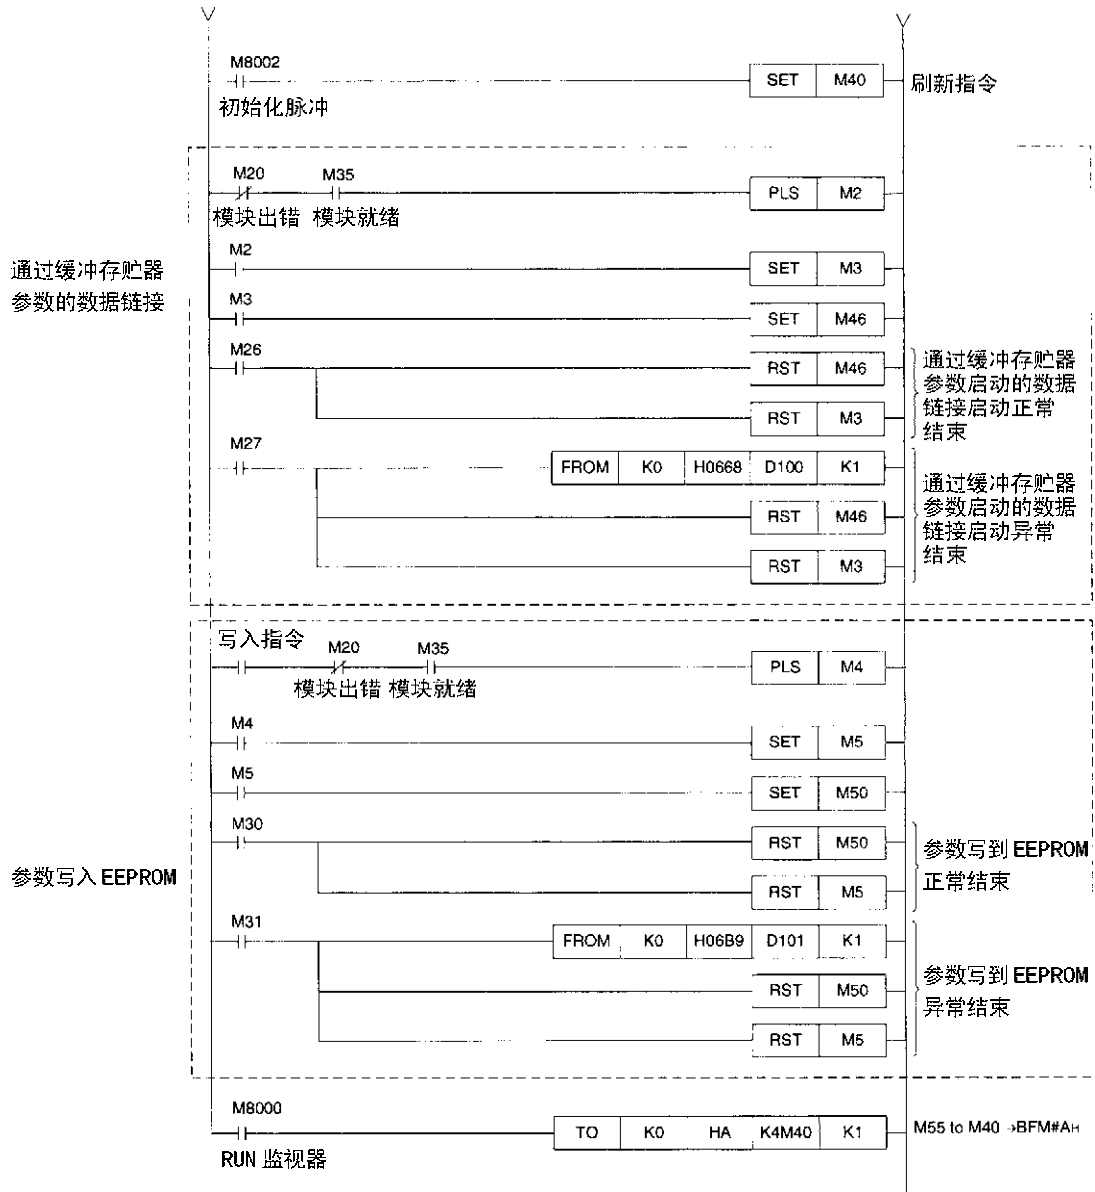 M8002
SET M40 刷新指令
初始化脉冲
M20 M35
PLS M2
模块出错 模块就绪
M2
SET M3
通过缓冲存贮器
参数的数据链接
M3
SET M46
M26
RST M46
RST M3
通过缓冲存贮器
参数启动的数据
链接启动正常
结束
M27
FROM K0 H0668 D100 K1
RST M46
RST M3
通过缓冲存贮器
参数启动的数据
链接启动异常
结束
写入指令
M20 M35
PLS M4
模块出错 模块就绪
M4
SET M5
M5
SET M50
M30
RST M50
RST M5
参数写到 EEPROM
正常结束
参数写入 EEPROM
M31
FROM K0 H06B9 D101 K1
RST M50
RST M5
参数写到 EEPROM
异常结束
M8000
TO K0 HA K4M40 K1 M55 to M40 →BFM#AH
RUN 监视器